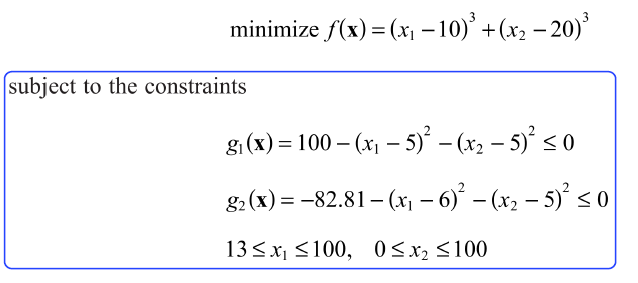 minimize f(x) = (x₁ − 10)³ + (x₂ − 20)³
subject to the constraints
g₁(x) = 100 − (x₁ − 5)² − (x₂ − 5)² ≤ 0
g₂(x) = −82.81 − (x₁ − 6)² − (x₂ − 5)² ≤ 0
13 ≤ x₁ ≤ 100, 0 ≤ x₂ ≤ 100